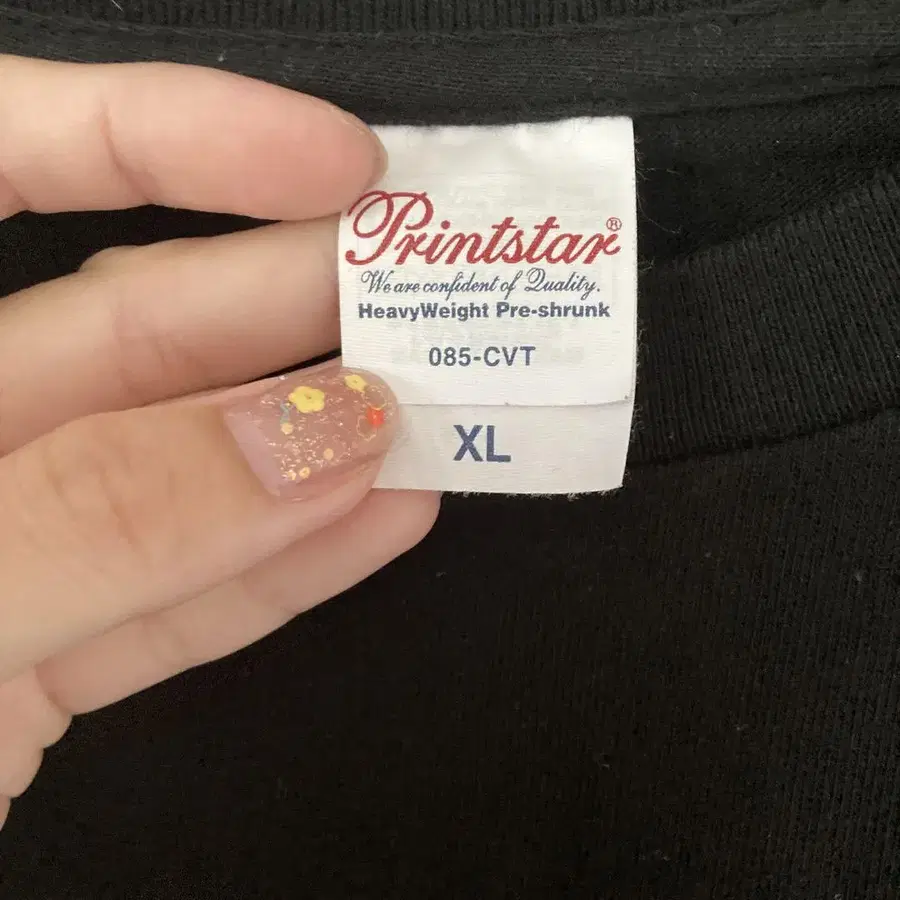 Printstar®
We are confident of Quality.
HeavyWeight Pre-shrunk
085-CVT
XL